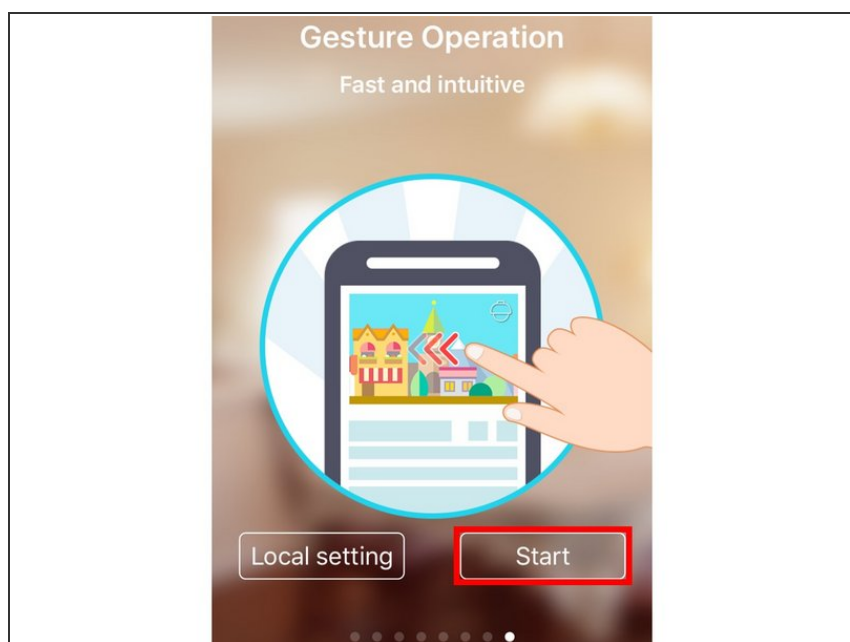 Gesture Operation
Fast and intuitive
Local setting
Start